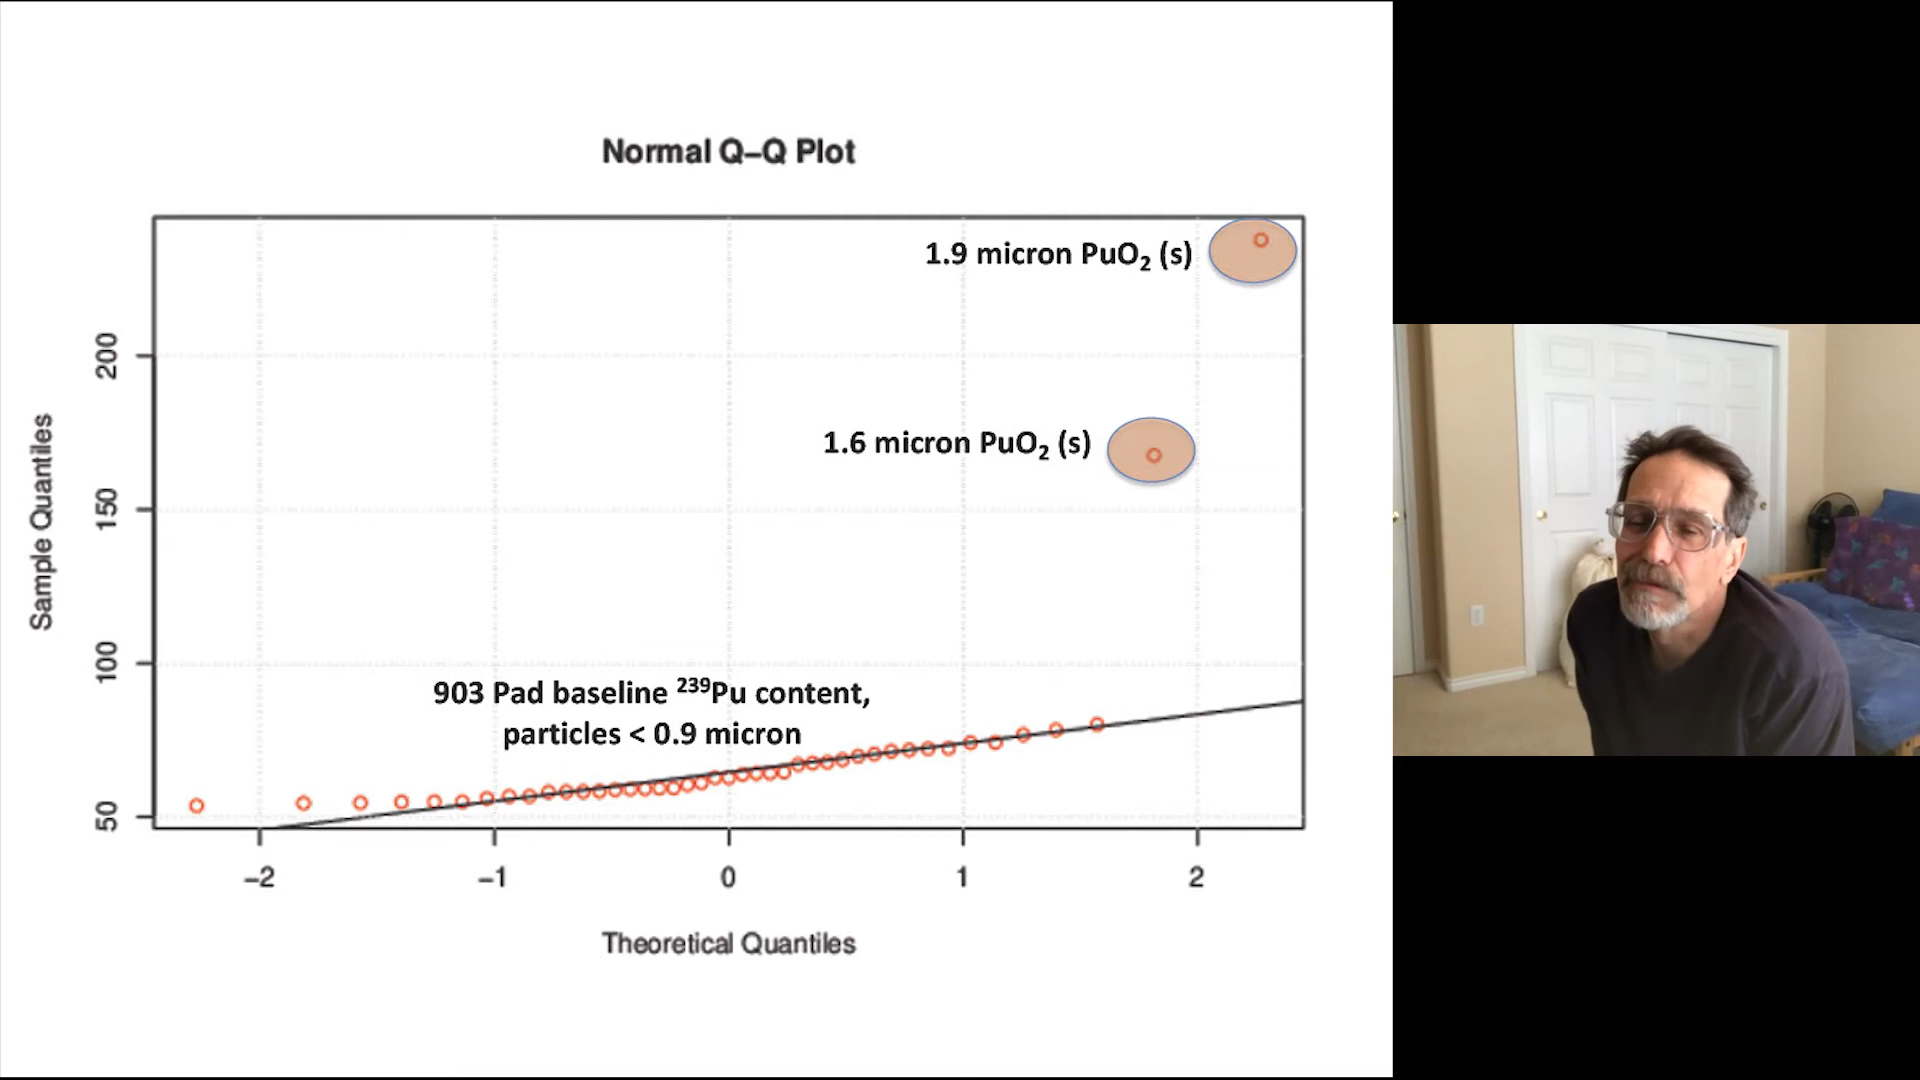 Normal Q–Q Plot
1.9 micron PuO₂ (s)
1.6 micron PuO₂ (s)
903 Pad baseline ²³⁹Pu content,
particles < 0.9 micron
Sample Quantiles
200
150
100
50
−2
−1
0
1
2
Theoretical Quantiles